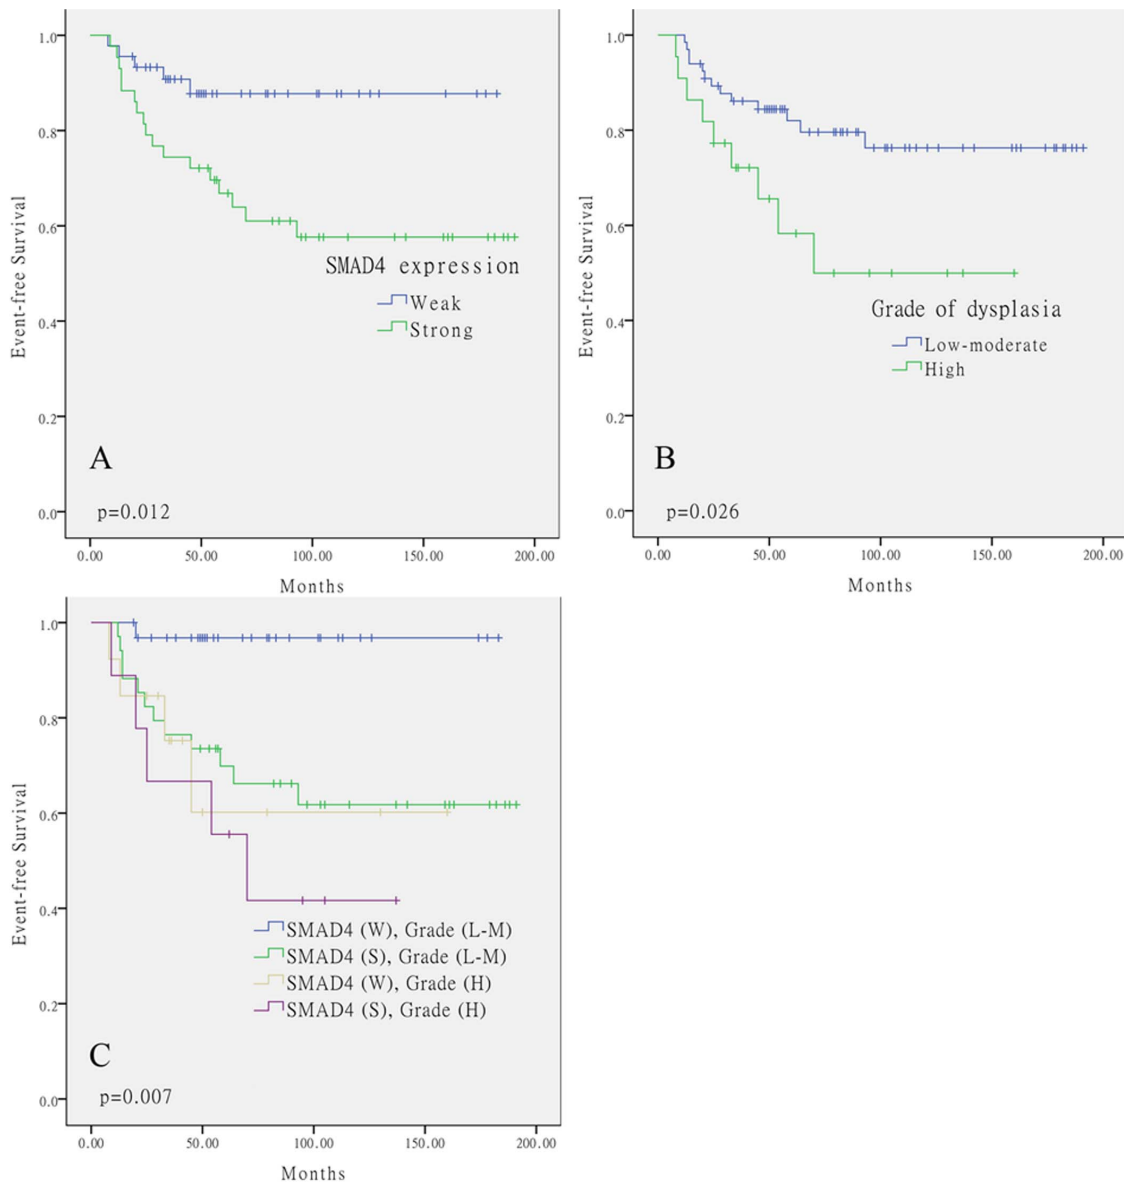 1.0
0.8
0.6
0.4
0.2
0.0
Event-free Survival
SMAD4 expression
Weak
Strong
A
p=0.012
0.00 50.00 100.00 150.00 200.00
Months
1.0
0.8
0.6
0.4
0.2
0.0
Event-free Survival
Grade of dysplasia
Low-moderate
High
B
p=0.026
0.00 50.00 100.00 150.00 200.00
Months
1.0
0.8
0.6
0.4
0.2
0.0
Event-free Survival
SMAD4 (W), Grade (L-M)
SMAD4 (S), Grade (L-M)
SMAD4 (W), Grade (H)
SMAD4 (S), Grade (H)
C
p=0.007
0.00 50.00 100.00 150.00 200.00
Months